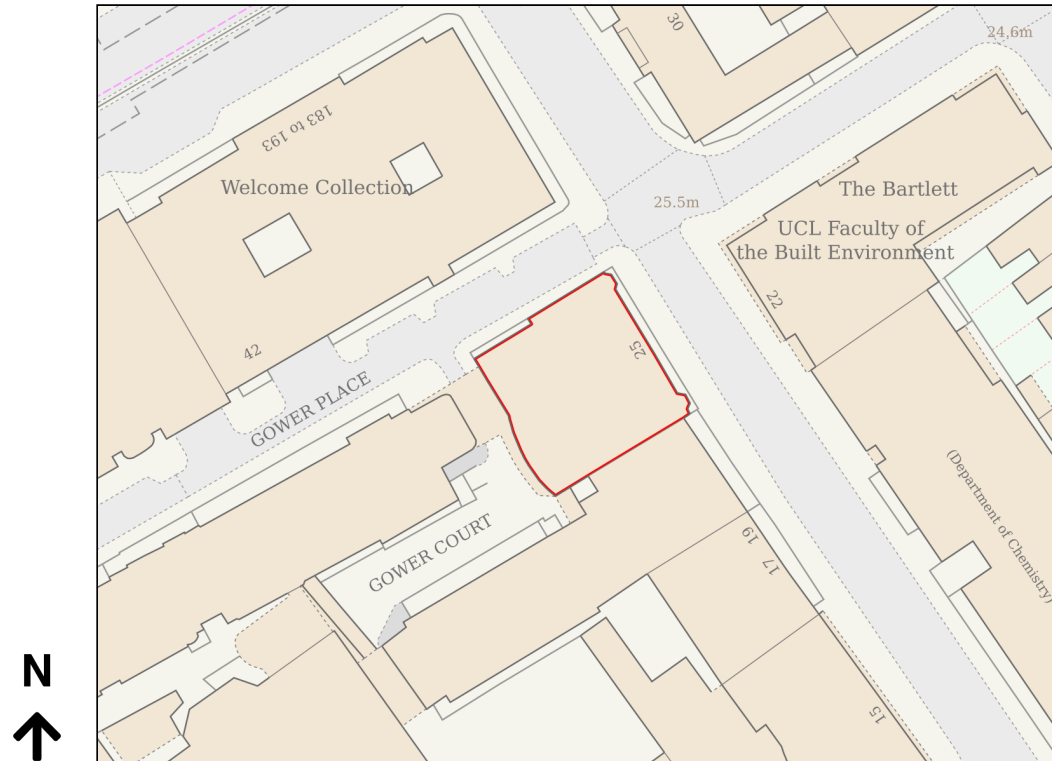 30
24,6m
183 to 193
Welcome Collection
The Bartlett
25.5m
UCL Faculty of
the Built Environment
22
25
42
GOWER PLACE
(Department of Chemistry)
GOWER COURT
19
17
N
15